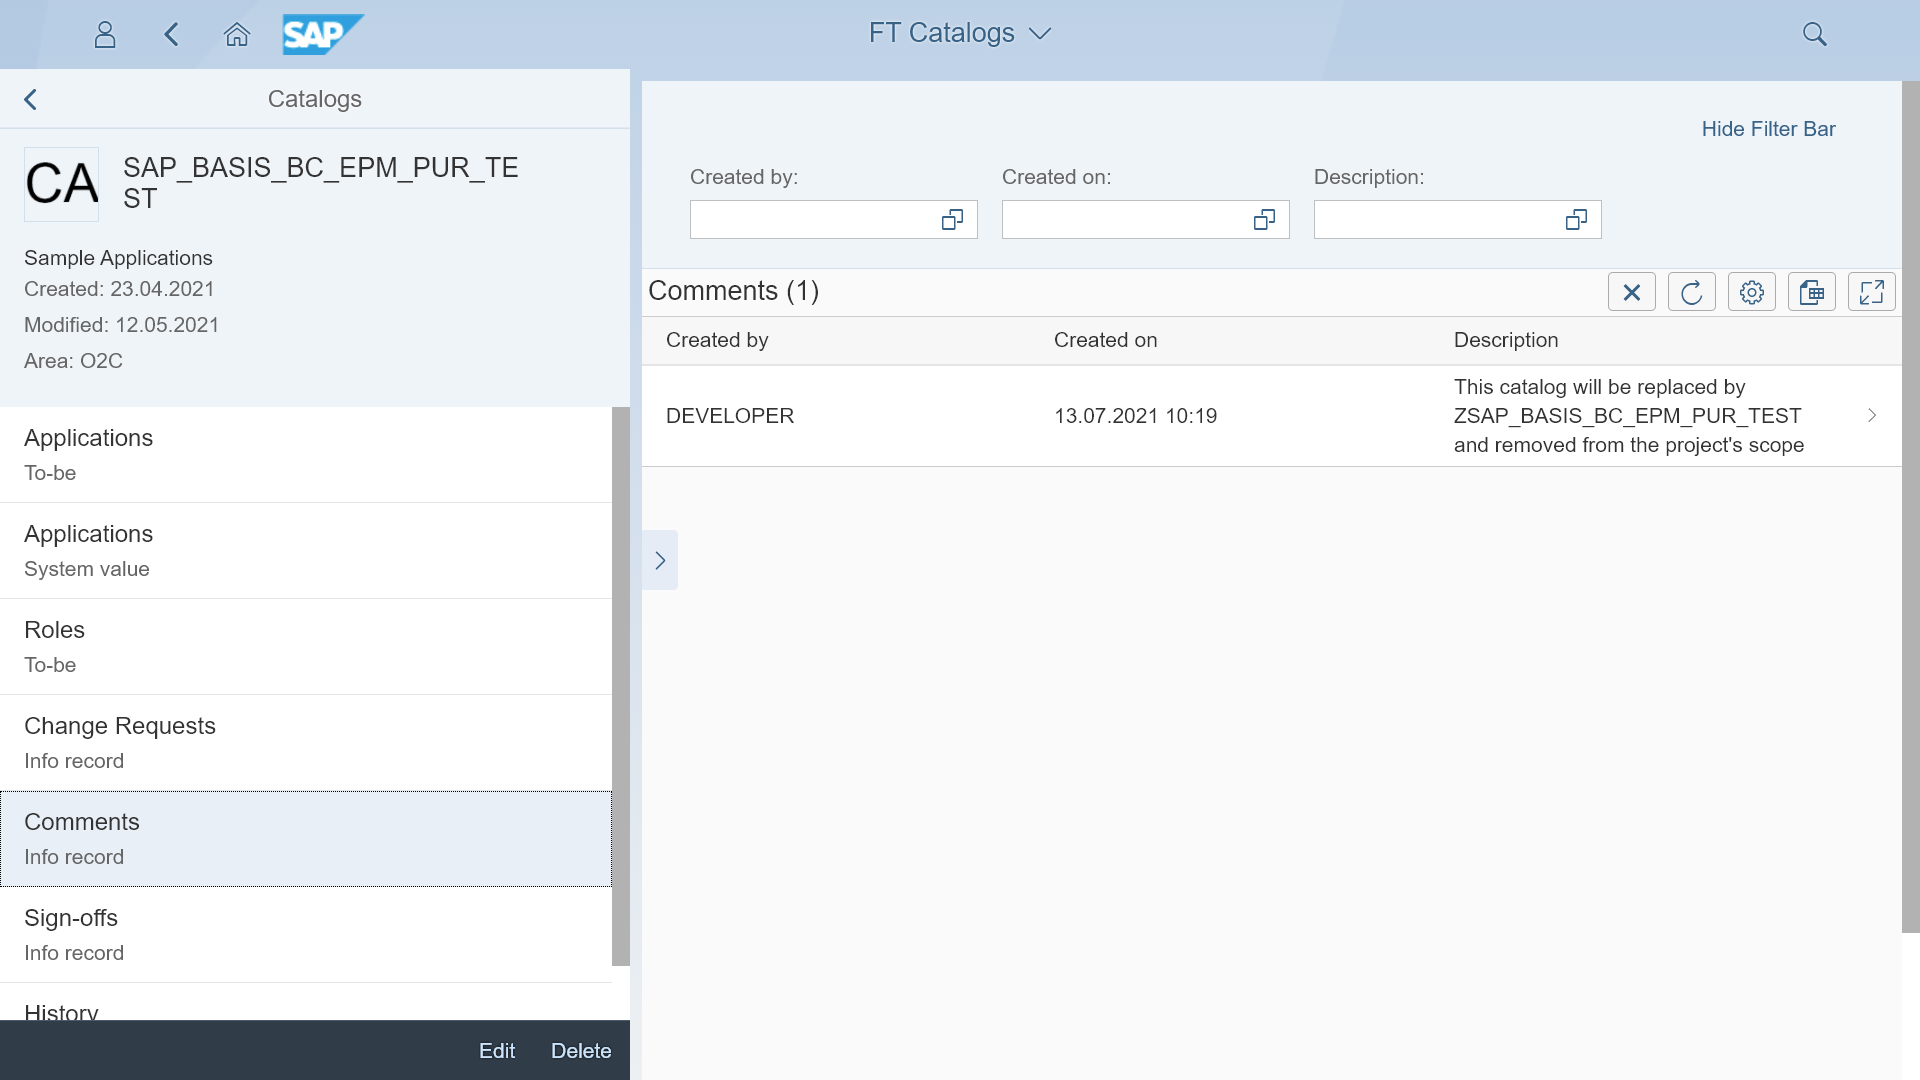 SAP
FT Catalogs
Catalogs
CA
SAP_BASIS_BC_EPM_PUR_TE
ST
Sample Applications
Created: 23.04.2021
Modified: 12.05.2021
Area: O2C
Applications
To-be
Applications
System value
Roles
To-be
Change Requests
Info record
Comments
Info record
Sign-offs
Info record
History
Edit Delete
Hide Filter Bar
Created by: Created on: Description:
Comments (1)
Created by Created on Description
DEVELOPER 13.07.2021 10:19 This catalog will be replaced by
ZSAP_BASIS_BC_EPM_PUR_TEST
and removed from the project's scope